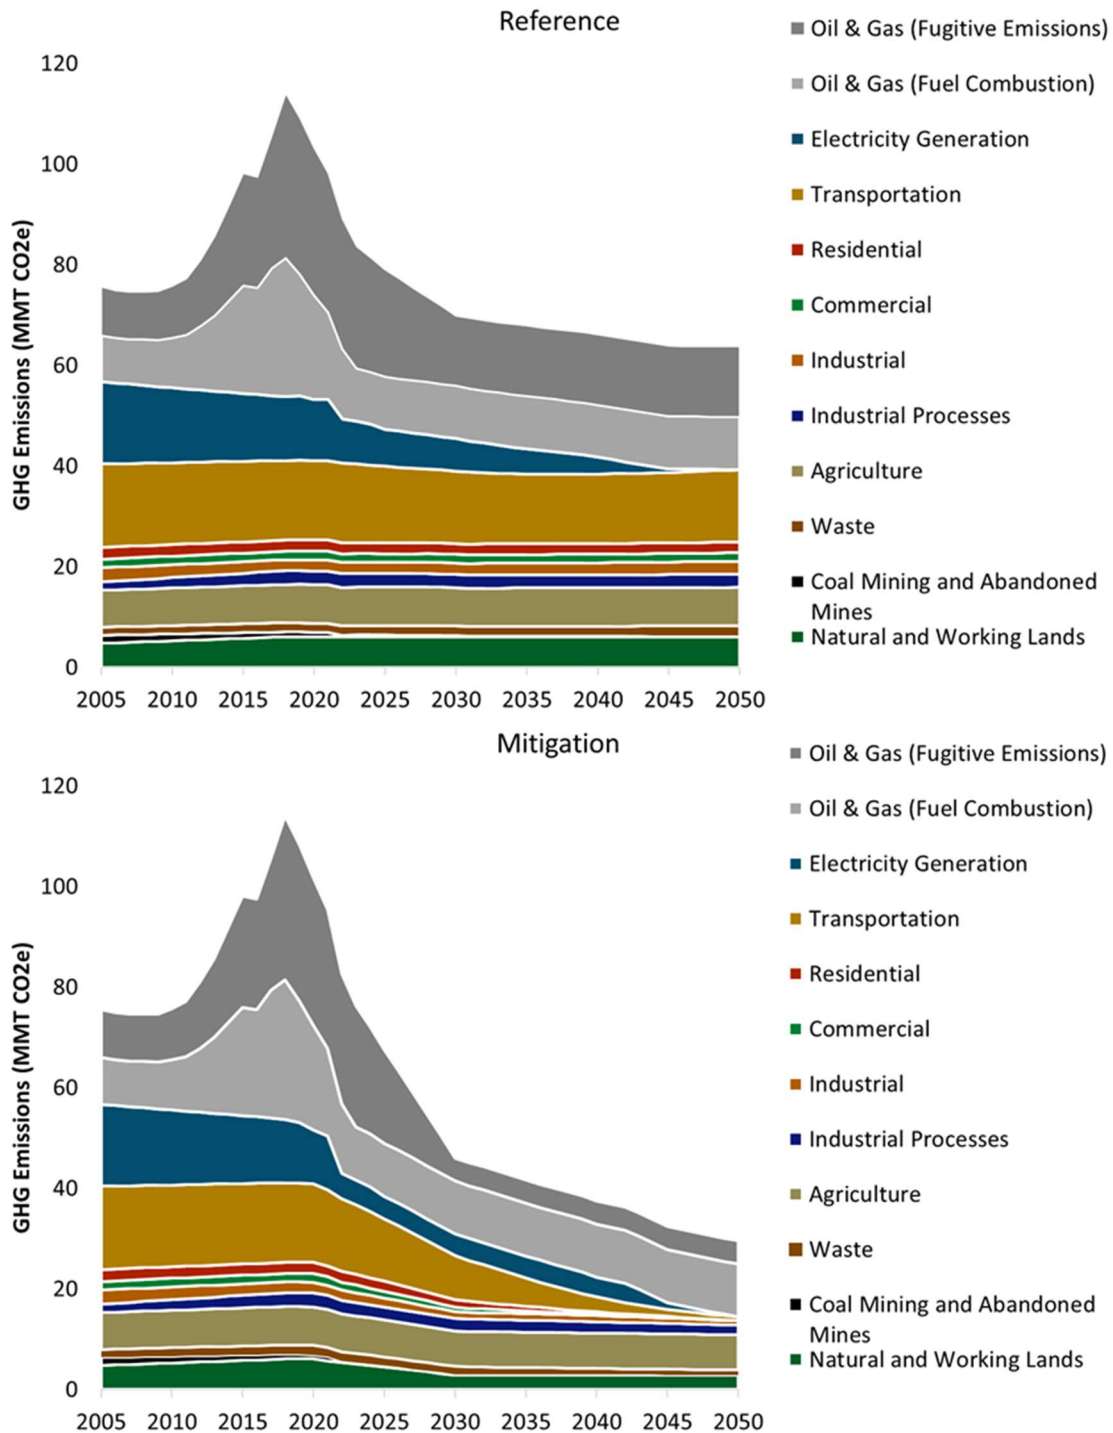 Reference
GHG Emissions (MMT CO2e)
120
100
80
60
40
20
0
2005 2010 2015 2020 2025 2030 2035 2040 2045 2050
Oil & Gas (Fugitive Emissions)
Oil & Gas (Fuel Combustion)
Electricity Generation
Transportation
Residential
Commercial
Industrial
Industrial Processes
Agriculture
Waste
Coal Mining and Abandoned
Mines
Natural and Working Lands
Mitigation
GHG Emissions (MMT CO2e)
120
100
80
60
40
20
0
2005 2010 2015 2020 2025 2030 2035 2040 2045 2050
Oil & Gas (Fugitive Emissions)
Oil & Gas (Fuel Combustion)
Electricity Generation
Transportation
Residential
Commercial
Industrial
Industrial Processes
Agriculture
Waste
Coal Mining and Abandoned
Mines
Natural and Working Lands